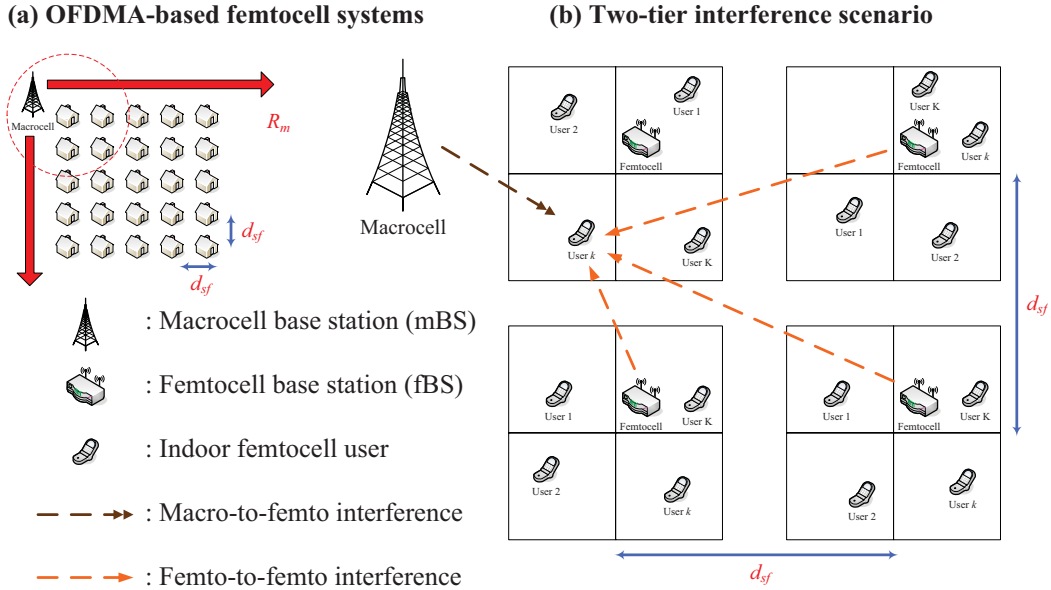 (a) OFDMA-based femtocell systems
Macrocell
R_m
d_sf
d_sf
: Macrocell base station (mBS)
: Femtocell base station (fBS)
: Indoor femtocell user
: Macro-to-femto interference
: Femto-to-femto interference
(b) Two-tier interference scenario
Macrocell
User 2
User 1
Femtocell
User k
User K
User K
Femtocell
User k
User 1
User 2
User 1
Femtocell
User K
User 2
User k
User 1
Femtocell
User K
User 2
User k
d_sf
d_sf